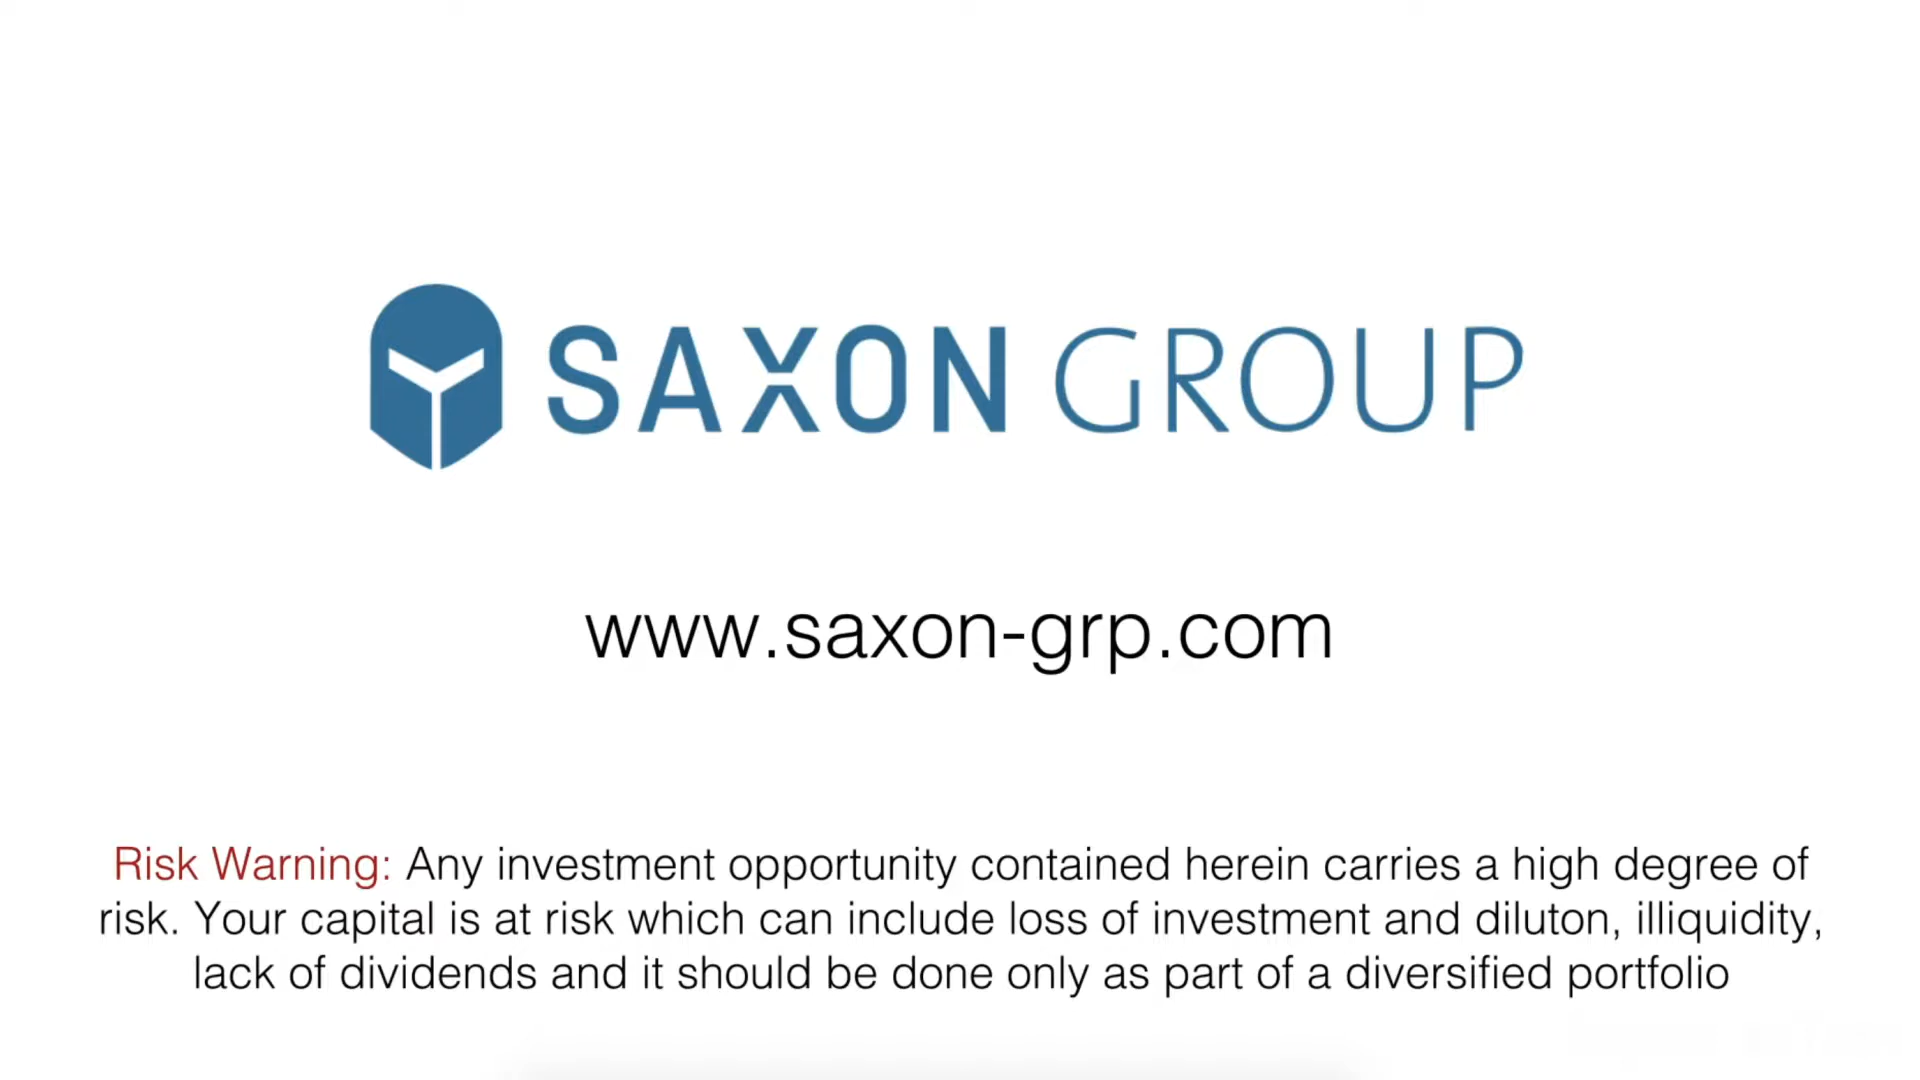 SAXON GROUP
www.saxon-grp.com
Risk Warning: Any investment opportunity contained herein carries a high degree of
risk. Your capital is at risk which can include loss of investment and diluton, illiquidity,
lack of dividends and it should be done only as part of a diversified portfolio